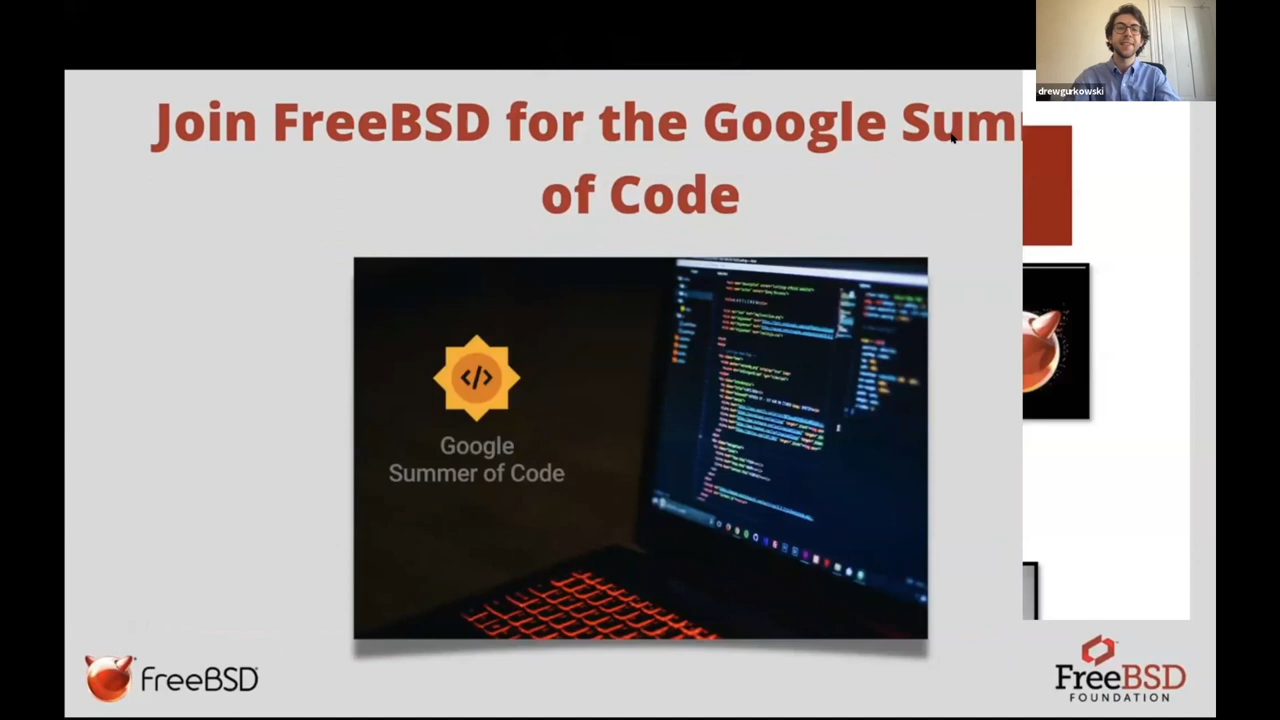 drewgurkowski
Join FreeBSD for the Google Sum
of Code
</>
Google
Summer of Code
FreeBSD
FreeBSD
FOUNDATION